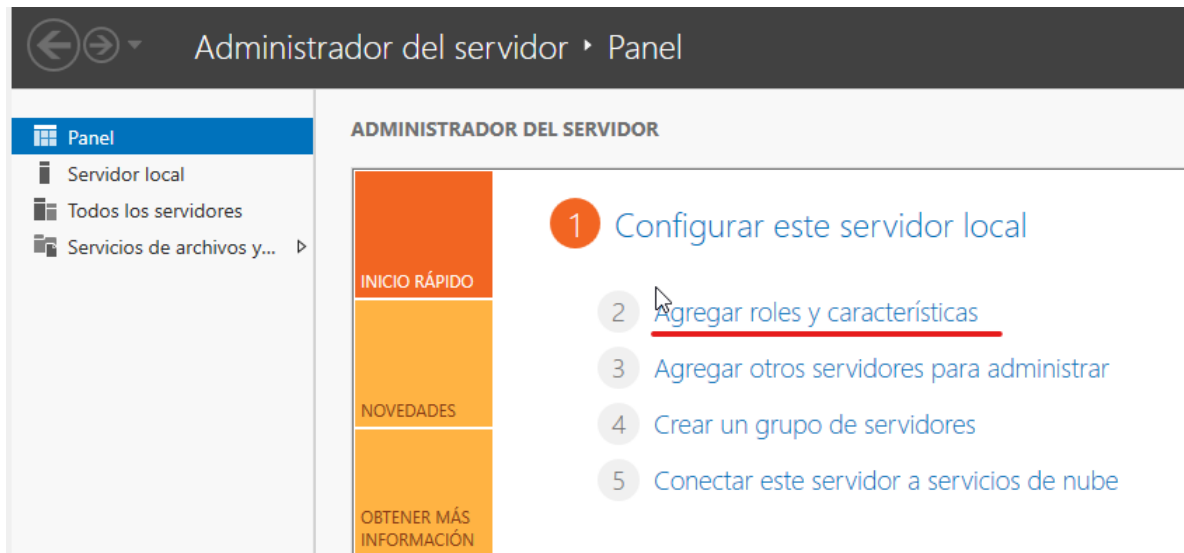 Administrador del servidor ‣ Panel
Panel
Servidor local
Todos los servidores
Servicios de archivos y...
ADMINISTRADOR DEL SERVIDOR
INICIO RÁPIDO
NOVEDADES
OBTENER MÁS
INFORMACIÓN
1 Configurar este servidor local
2 Agregar roles y características
3 Agregar otros servidores para administrar
4 Crear un grupo de servidores
5 Conectar este servidor a servicios de nube